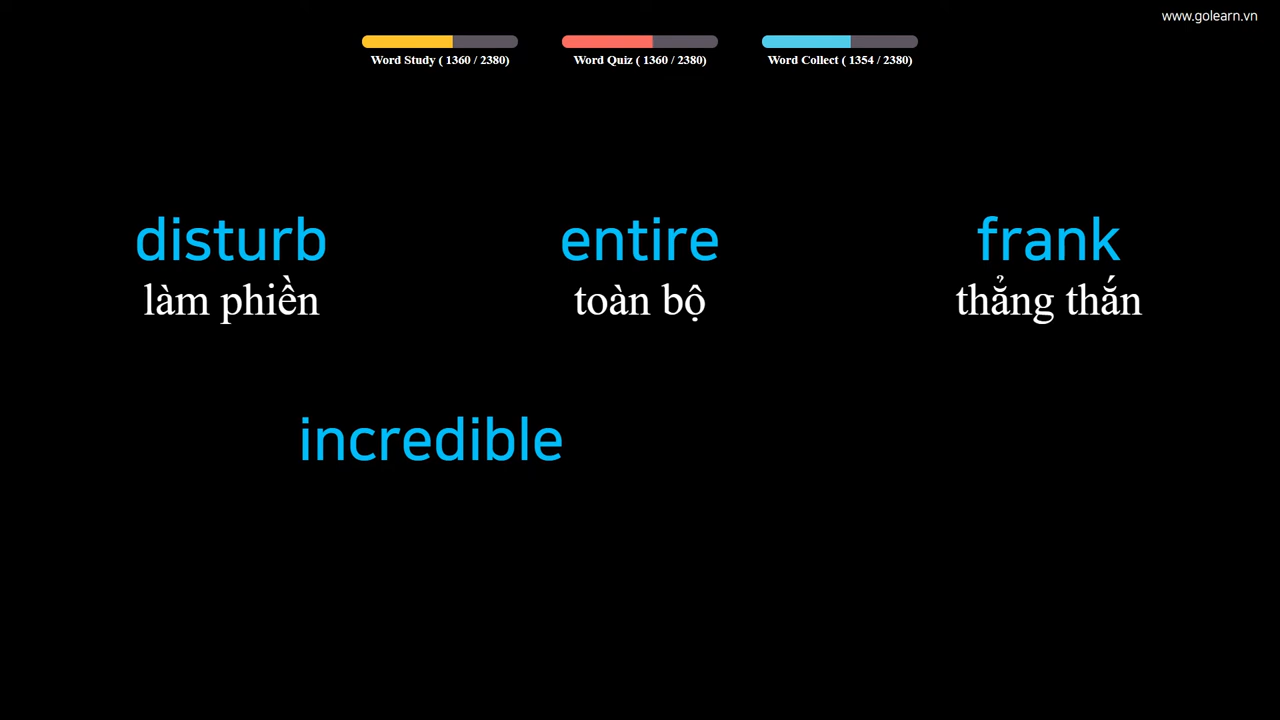 www.golearn.vn
Word Study ( 1360 / 2380)
Word Quiz ( 1360 / 2380)
Word Collect ( 1354 / 2380)
disturb
entire
frank
làm phiền
toàn bộ
thẳng thắn
incredible